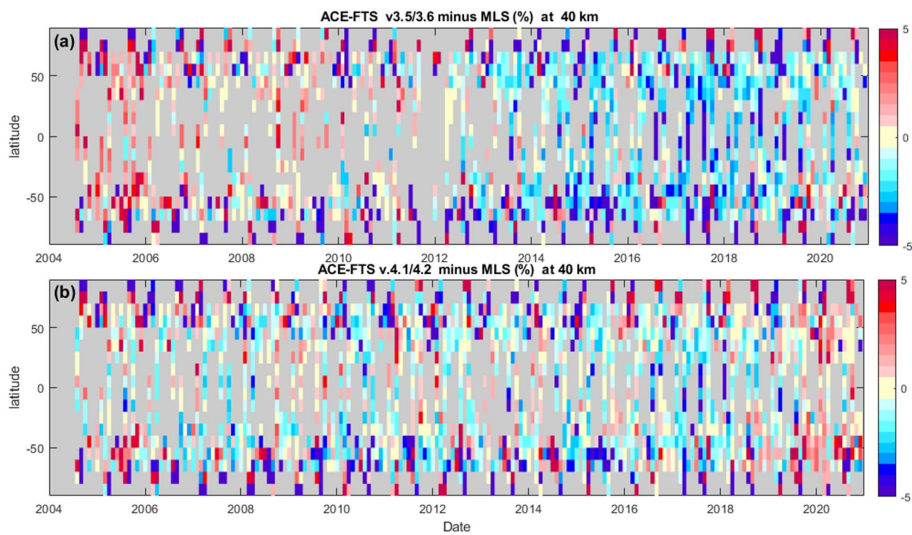 ACE-FTS v3.5/3.6 minus MLS (%) at 40 km
(a)
latitude
50
0
-50
2004 2006 2008 2010 2012 2014 2016 2018 2020
5
0
-5
ACE-FTS v.4.1/4.2 minus MLS (%) at 40 km
(b)
latitude
50
0
-50
2004 2006 2008 2010 2012 2014 2016 2018 2020
Date
5
0
-5